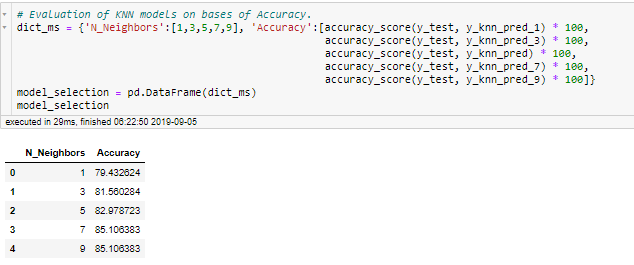 # Evaluation of KNN models on bases of Accuracy.
dict_ms = {'N_Neighbors':[1,3,5,7,9], 'Accuracy':[accuracy_score(y_test, y_knn_pred_1) * 100,
accuracy_score(y_test, y_knn_pred_3) * 100,
accuracy_score(y_test, y_knn_pred) * 100,
accuracy_score(y_test, y_knn_pred_7) * 100,
accuracy_score(y_test, y_knn_pred_9) * 100]}
model_selection = pd.DataFrame(dict_ms)
model_selection
executed in 29ms, finished 06:22:50 2019-09-05
N_Neighbors Accuracy
0 1 79.432624
1 3 81.560284
2 5 82.978723
3 7 85.106383
4 9 85.106383